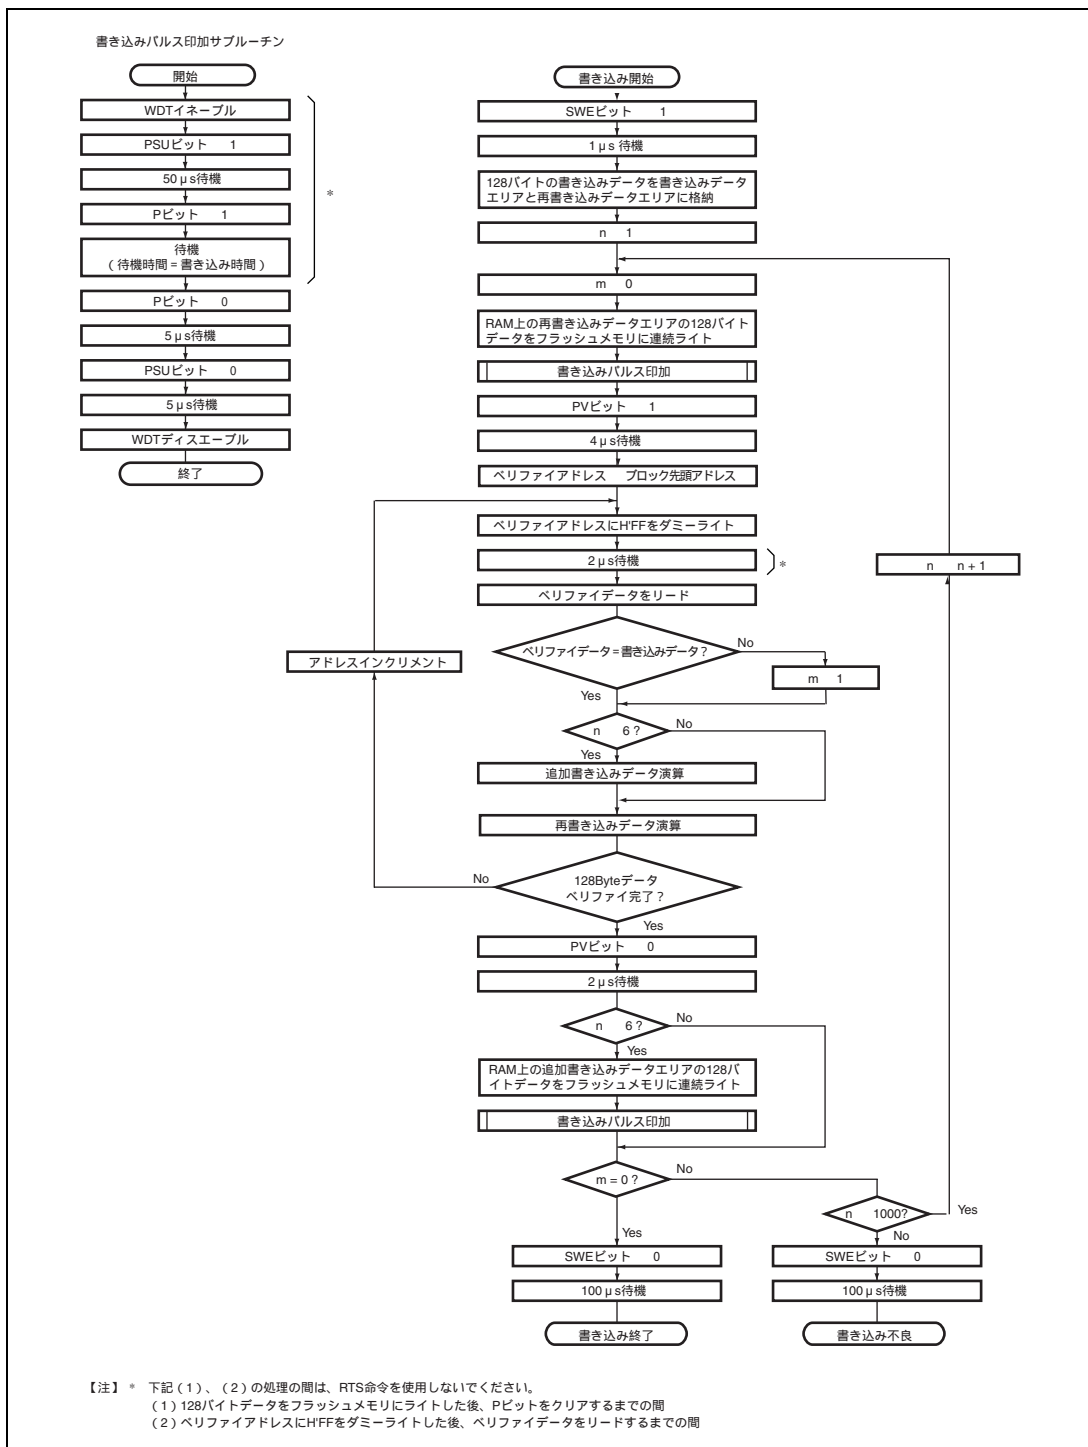 書き込みパルス印加サブルーチン
開始
WDTイネーブル
PSUビット 1
50μs待機
Pビット 1
待機
（待機時間＝書き込み時間）
*
Pビット 0
5μs待機
PSUビット 0
5μs待機
WDTディスエーブル
終了
書き込み開始
SWEビット 1
1μs 待機
128バイトの書き込みデータを書き込みデータ
エリアと再書き込みデータエリアに格納
n 1
m 0
RAM上の再書き込みデータエリアの128バイト
データをフラッシュメモリに連続ライト
書き込みパルス印加
PVビット 1
4μs待機
ベリファイアドレス ブロック先頭アドレス
ベリファイアドレスにH'FFをダミーライト
2μs待機
*
n n + 1
ベリファイデータをリード
ベリファイデータ＝書き込みデータ？
No
アドレスインクリメント
m 1
Yes
n 6？
No
Yes
追加書き込みデータ演算
再書き込みデータ演算
No
128Byteデータ
ベリファイ完了？
Yes
PVビット 0
2μs待機
n 6？
No
Yes
RAM上の追加書き込みデータエリアの128バ
イトデータをフラッシュメモリに連続ライト
書き込みパルス印加
m = 0？
No
n 1000?
Yes
Yes
No
SWEビット 0
SWEビット 0
100μs待機
100μs待機
書き込み終了
書き込み不良
【注】 * 下記（1）、（2）の処理の間は、RTS命令を使用しないでください。
（1）128バイトデータをフラッシュメモリにライトした後、Pビットをクリアするまでの間
（2）ベリファイアドレスにH'FFをダミーライトした後、ベリファイデータをリードするまでの間